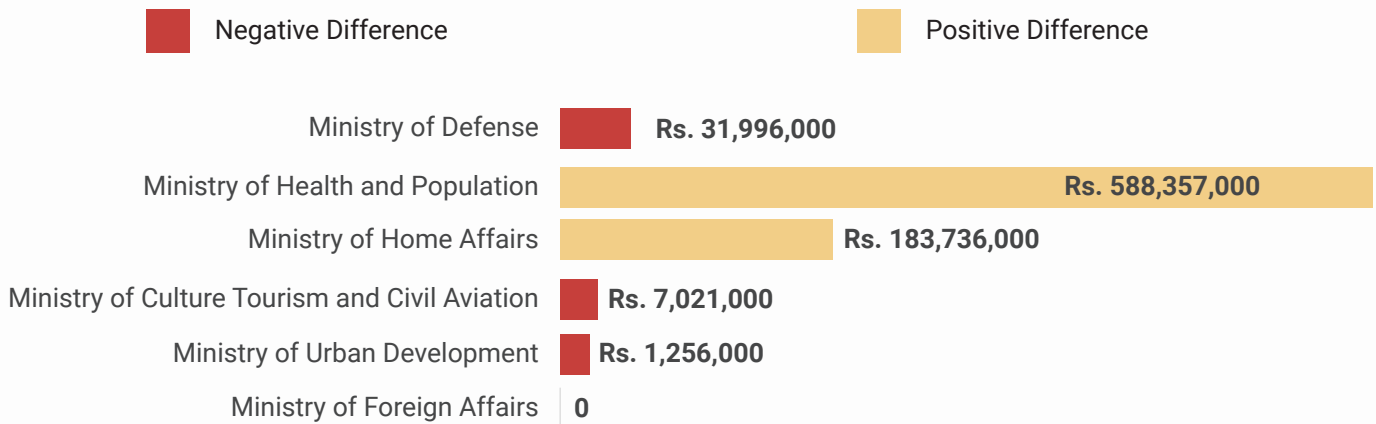 Negative Difference Positive Difference
Ministry of Defense Rs. 31,996,000
Ministry of Health and Population Rs. 588,357,000
Ministry of Home Affairs Rs. 183,736,000
Ministry of Culture Tourism and Civil Aviation Rs. 7,021,000
Ministry of Urban Development Rs. 1,256,000
Ministry of Foreign Affairs 0